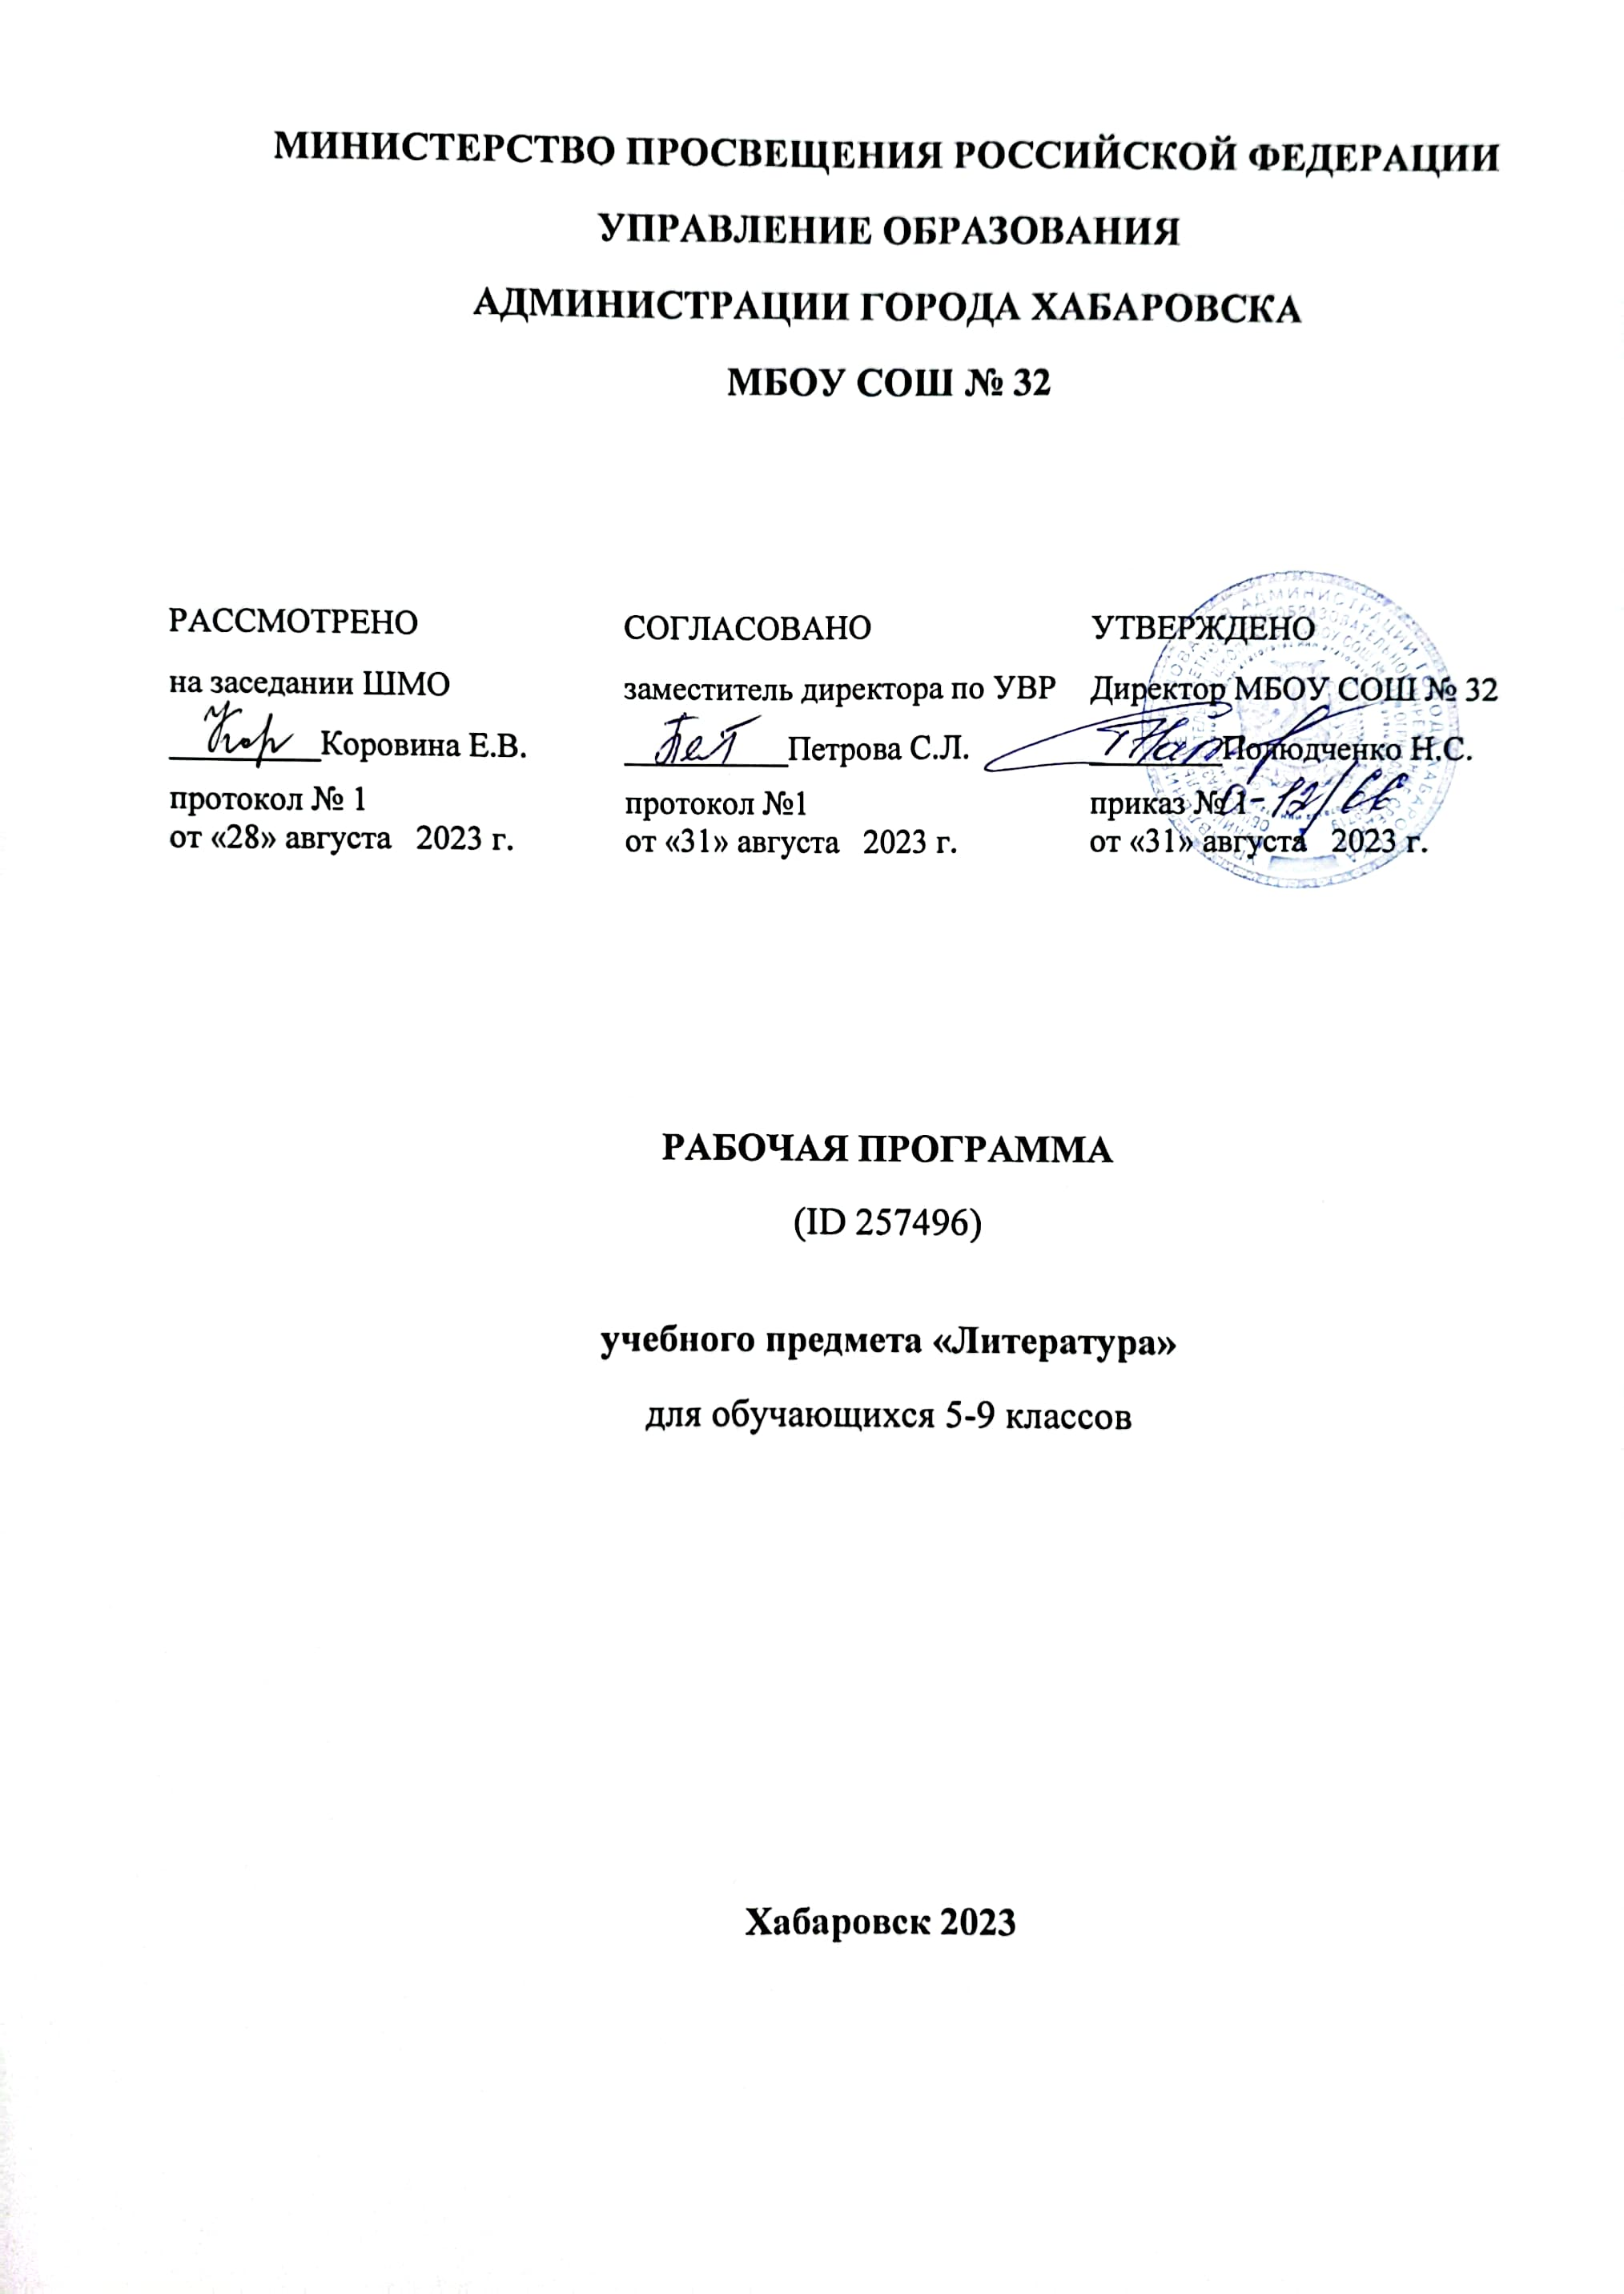 МИНИСТЕРСТВО ПРОСВЕЩЕНИЯ РОССИЙСКОЙ ФЕДЕРАЦИИ
УПРАВЛЕНИЕ ОБРАЗОВАНИЯ
АДМИНИСТРАЦИИ ГОРОДА ХАБАРОВСКА
МБОУ СОШ № 32
РАССМОТРЕНО
на заседании ШМО
Коровина Е.В.
протокол № 1
от «28» августа 2023 г.
СОГЛАСОВАНО
заместитель директора по УВР
Петрова С.Л.
протокол №1
от «31» августа 2023 г.
УТВЕРЖДЕНО
Директор МБОУ СОШ № 32
Полюдченко Н.С.
приказ №
от «31» августа 2023 г.
РАБОЧАЯ ПРОГРАММА
(ID 257496)
учебного предмета «Литература»
для обучающихся 5-9 классов
Хабаровск 2023